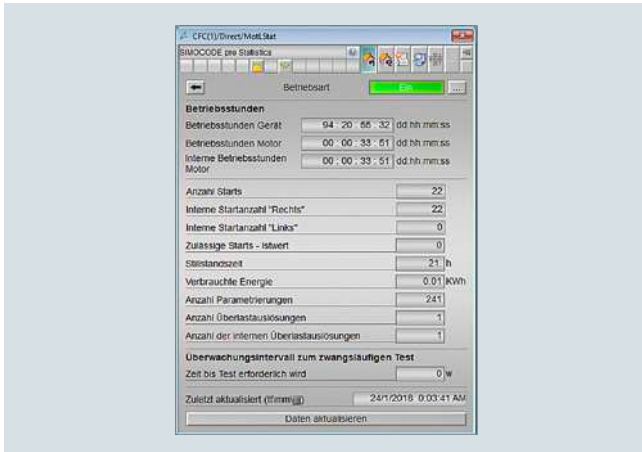 CFC(1)/Direct/MotLStat
SIMOCODE pro Statistics
Betriebsart Ein ...
Betriebsstunden
Betriebsstunden Gerät 94 : 20 : 55 : 32 dd:hh:mm:ss
Betriebsstunden Motor 00 : 00 : 33 : 51 dd:hh:mm:ss
Interne Betriebsstunden 00 : 00 : 33 : 51 dd:hh:mm:ss
Motor
Anzahl Starts 22
Interne Startanzahl "Rechts" 22
Interne Startanzahl "Links" 0
Zulässige Starts - Istwert 0
Stillstandszeit 21 h
Verbrauchte Energie 0.01 KWh
Anzahl Parametrierungen 241
Anzahl Überlastauslösungen 1
Anzahl der internen Überlastauslösungen 1
Überwachungsintervall zum zwangsläufigen Test
Zeit bis Test erforderlich wird 0 w
Zuletzt aktualisiert 24/1/2018 0:03:41 AM
Daten aktualisieren